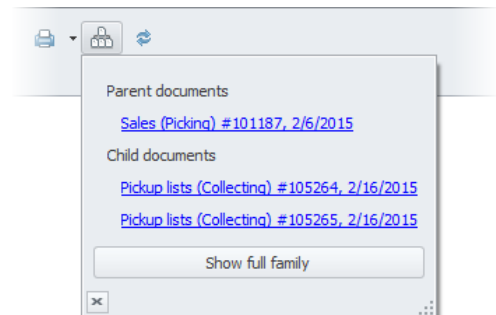 Parent documents
Sales (Picking) #101187, 2/6/2015
Child documents
Pickup lists (Collecting) #105264, 2/16/2015
Pickup lists (Collecting) #105265, 2/16/2015
Show full family